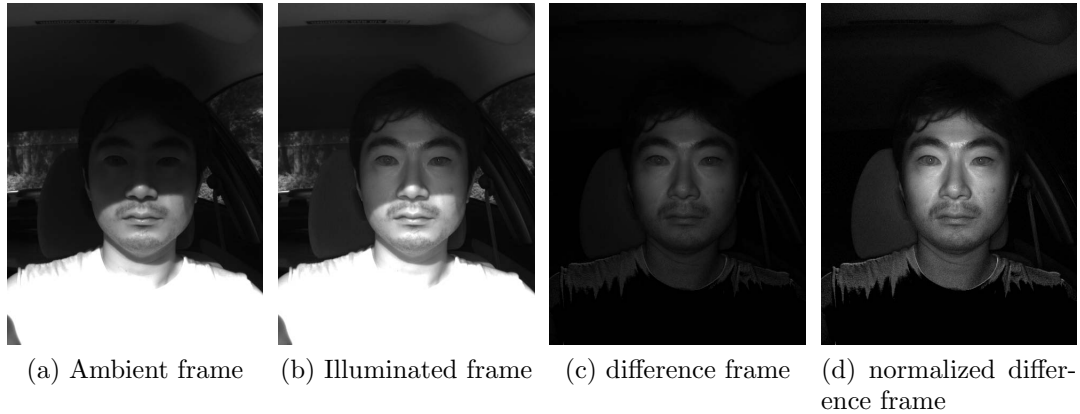 (a) Ambient frame
(b) Illuminated frame
(c) difference frame
(d) normalized differ-
ence frame